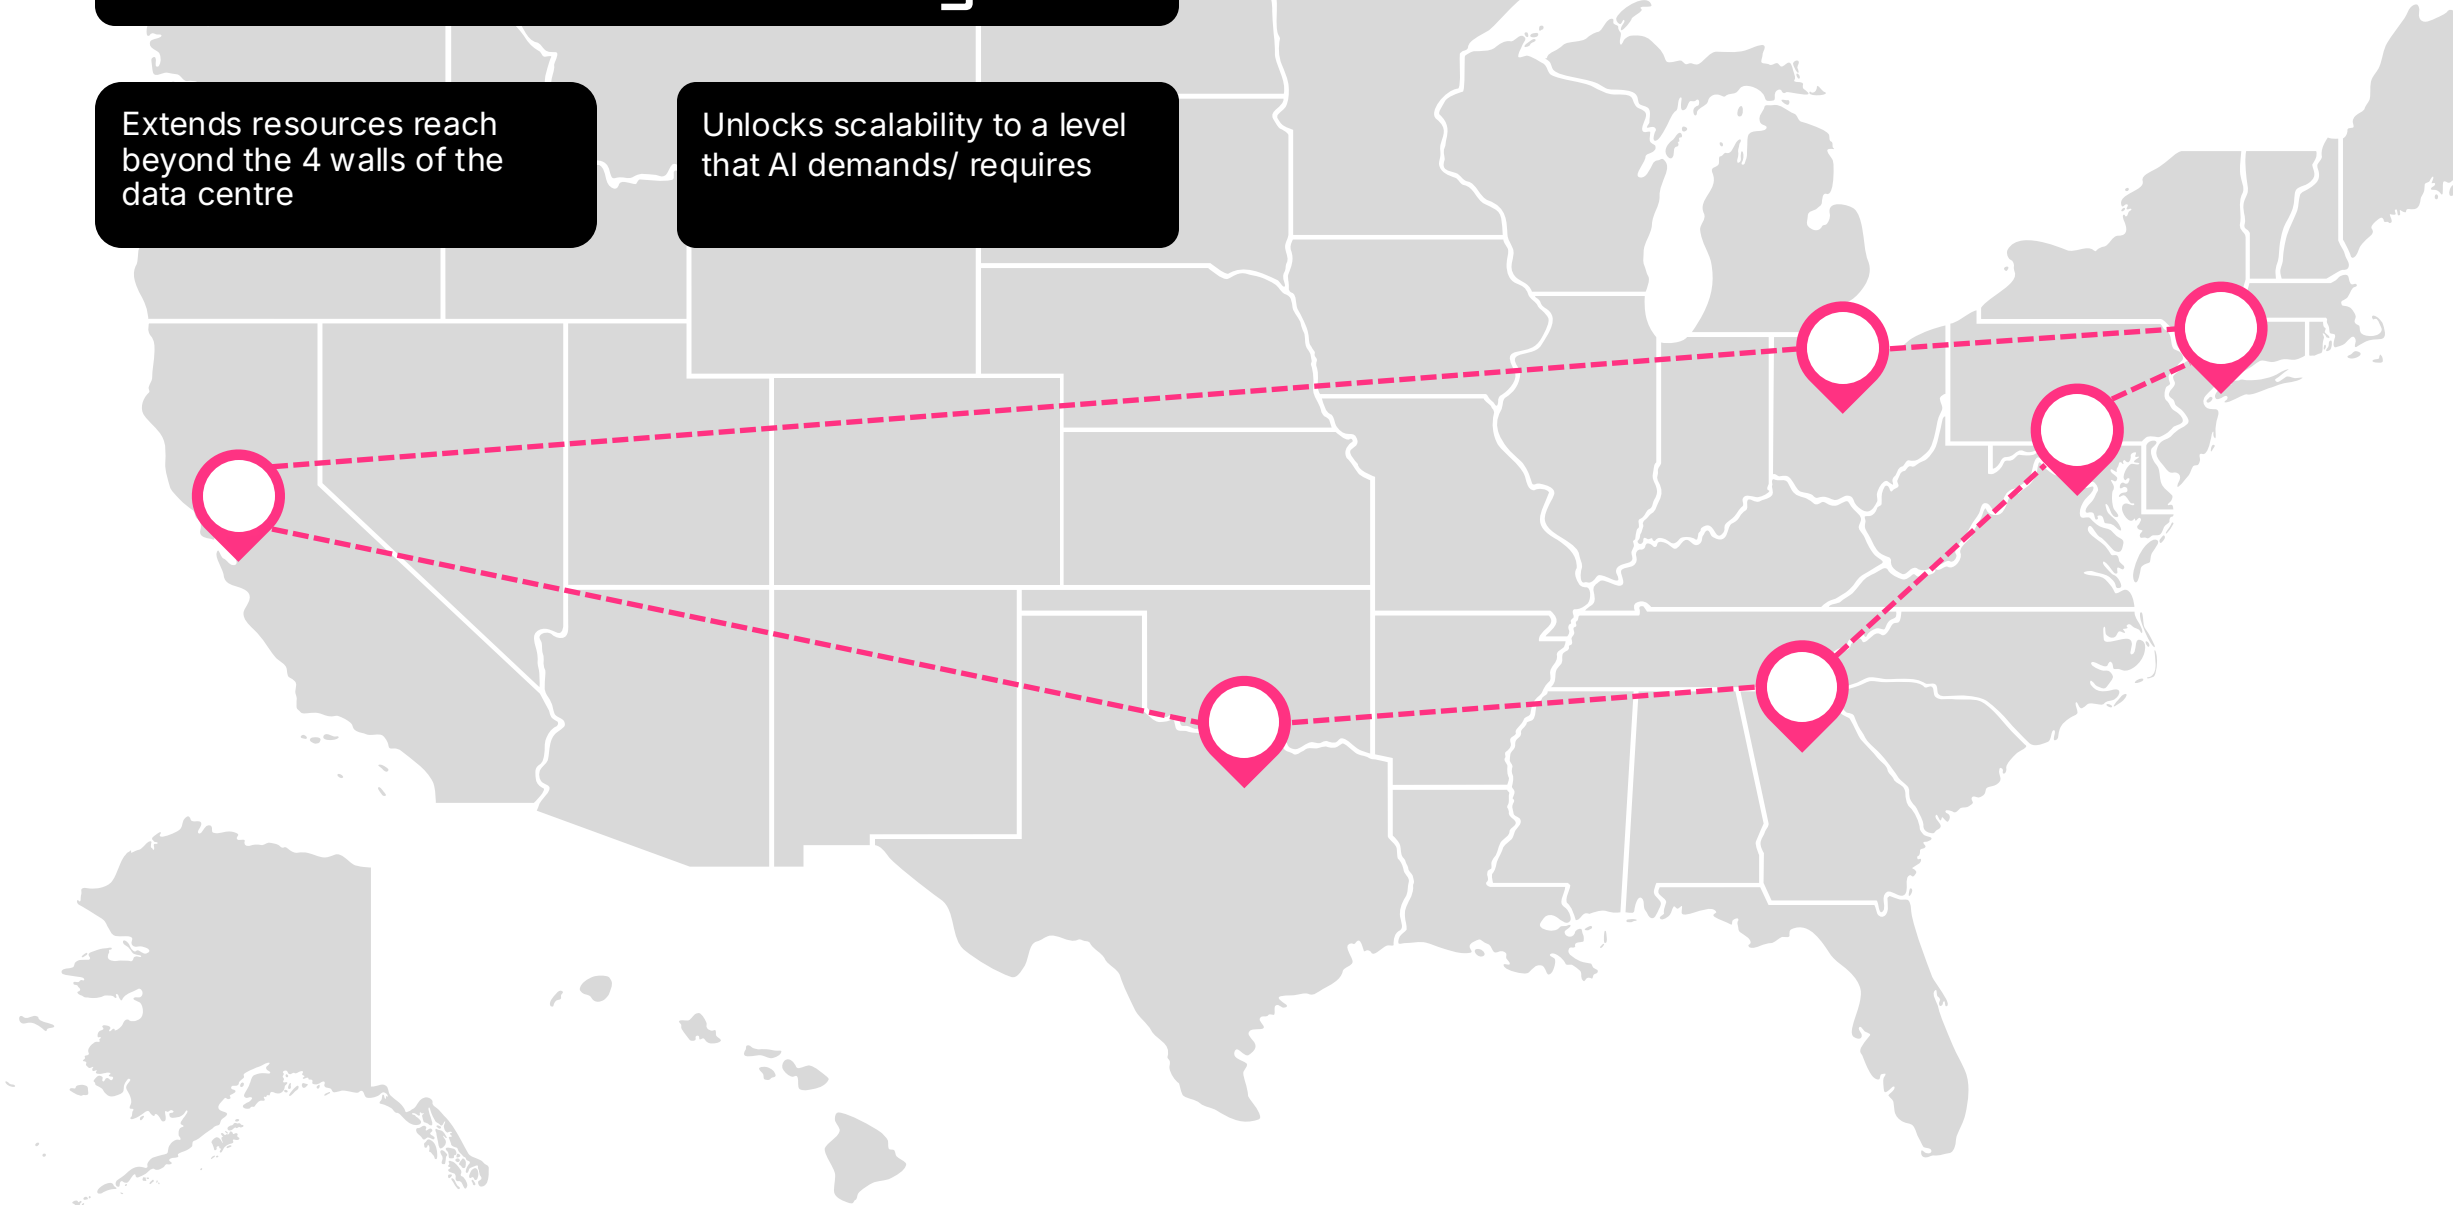 Extends resources reach
beyond the 4 walls of the
data centre
Unlocks scalability to a level
that AI demands/ requires